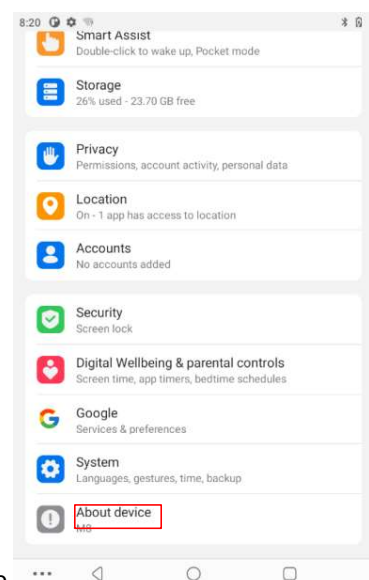 8:20
Smart Assist
Double-click to wake up, Pocket mode
Storage
26% used - 23.70 GB free
Privacy
Permissions, account activity, personal data
Location
On - 1 app has access to location
Accounts
No accounts added
Security
Screen lock
Digital Wellbeing & parental controls
Screen time, app timers, bedtime schedules
Google
Services & preferences
System
Languages, gestures, time, backup
About device